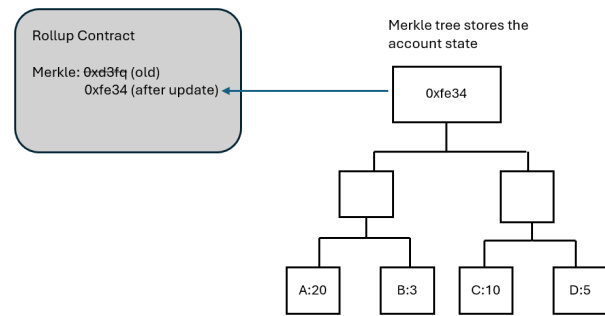 Rollup Contract
Merkle: 0xd3fq (old)
0xfe34 (after update)
Merkle tree stores the
account state
0xfe34
A:20
B:3
C:10
D:5